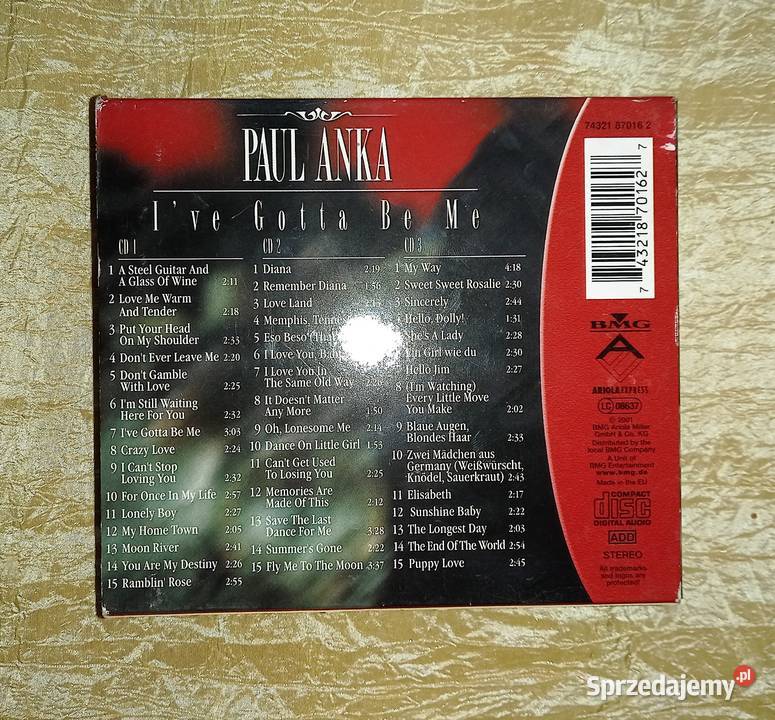 PAUL ANKA
I've Gotta Be Me
CD 1
1 A Steel Guitar And
A Glass Of Wine 2:11
2 Love Me Warm
And Tender 2:18
3 Put Your Head
On My Shoulder 2:33
4 Don't Ever Leave Me 2:20
5 Don't Gamble
With Love 2:25
6 I'm Still Waiting
Here For You 2:32
7 I've Gotta Be Me 3:03
8 Crazy Love 2:24
9 I Can't Stop
Loving You 2:32
10 For Once In My Life 2:57
11 Lonely Boy 2:27
12 My Home Town 2:05
13 Moon River 2:41
14 You Are My Destiny 2:26
15 Ramblin' Rose 2:55
CD 2
1 Diana 2:19
2 Remember Diana 1:56
3 Love Land
4 Memphis,
5 Eso Beso
6 I Love You,
7 I Love You In
The Same Old Way
8 It Doesn't Matter
Any More 1:50
9 Oh, Lonesome Me 2:14
10 Dance On Little Girl 1:53
11 Can't Get Used
To Losing You 2:25
12 Memories Are
Made Of This 2:12
13 Save The Last
Dance For Me 3:28
14 Summer's Gone 2:22
15 Fly Me To The Moon 3:37
CD 3
1 My Way 4:18
2 Sweet Sweet Rosalie 2:30
3 Sincerely 2:44
4 Hello, Dolly! 1:31
She's A Lady 2:28
Ein Girl wie du 2:30
Hello Jim 2:27
8 (I'm Watching)
Every Little Move
You Make 2:02
9 Blaue Augen,
Blondes Haar 2:33
10 Zwei Mädchen aus
Germany (Weißwürscht,
Knödel, Sauerkraut) 2:43
11 Elisabeth 2:17
12 Sunshine Baby 2:22
13 The Longest Day 2:03
14 The End Of The World 2:54
15 Puppy Love 2:45
74321 87016 2
7 43218 70162 7
BMG
A
ARIOLA EXPRESS
LC 08637
© 2001
BMG Ariola Miller
GmbH & Co. KG
Distributed by the
local BMG Company
A Unit of
BMG Entertainment
www.bmg.de
Made in the EU
COMPACT
disc
DIGITAL AUDIO
ADD
STEREO
All trademarks
and logos are
protected!
Sprzedajemy.pl